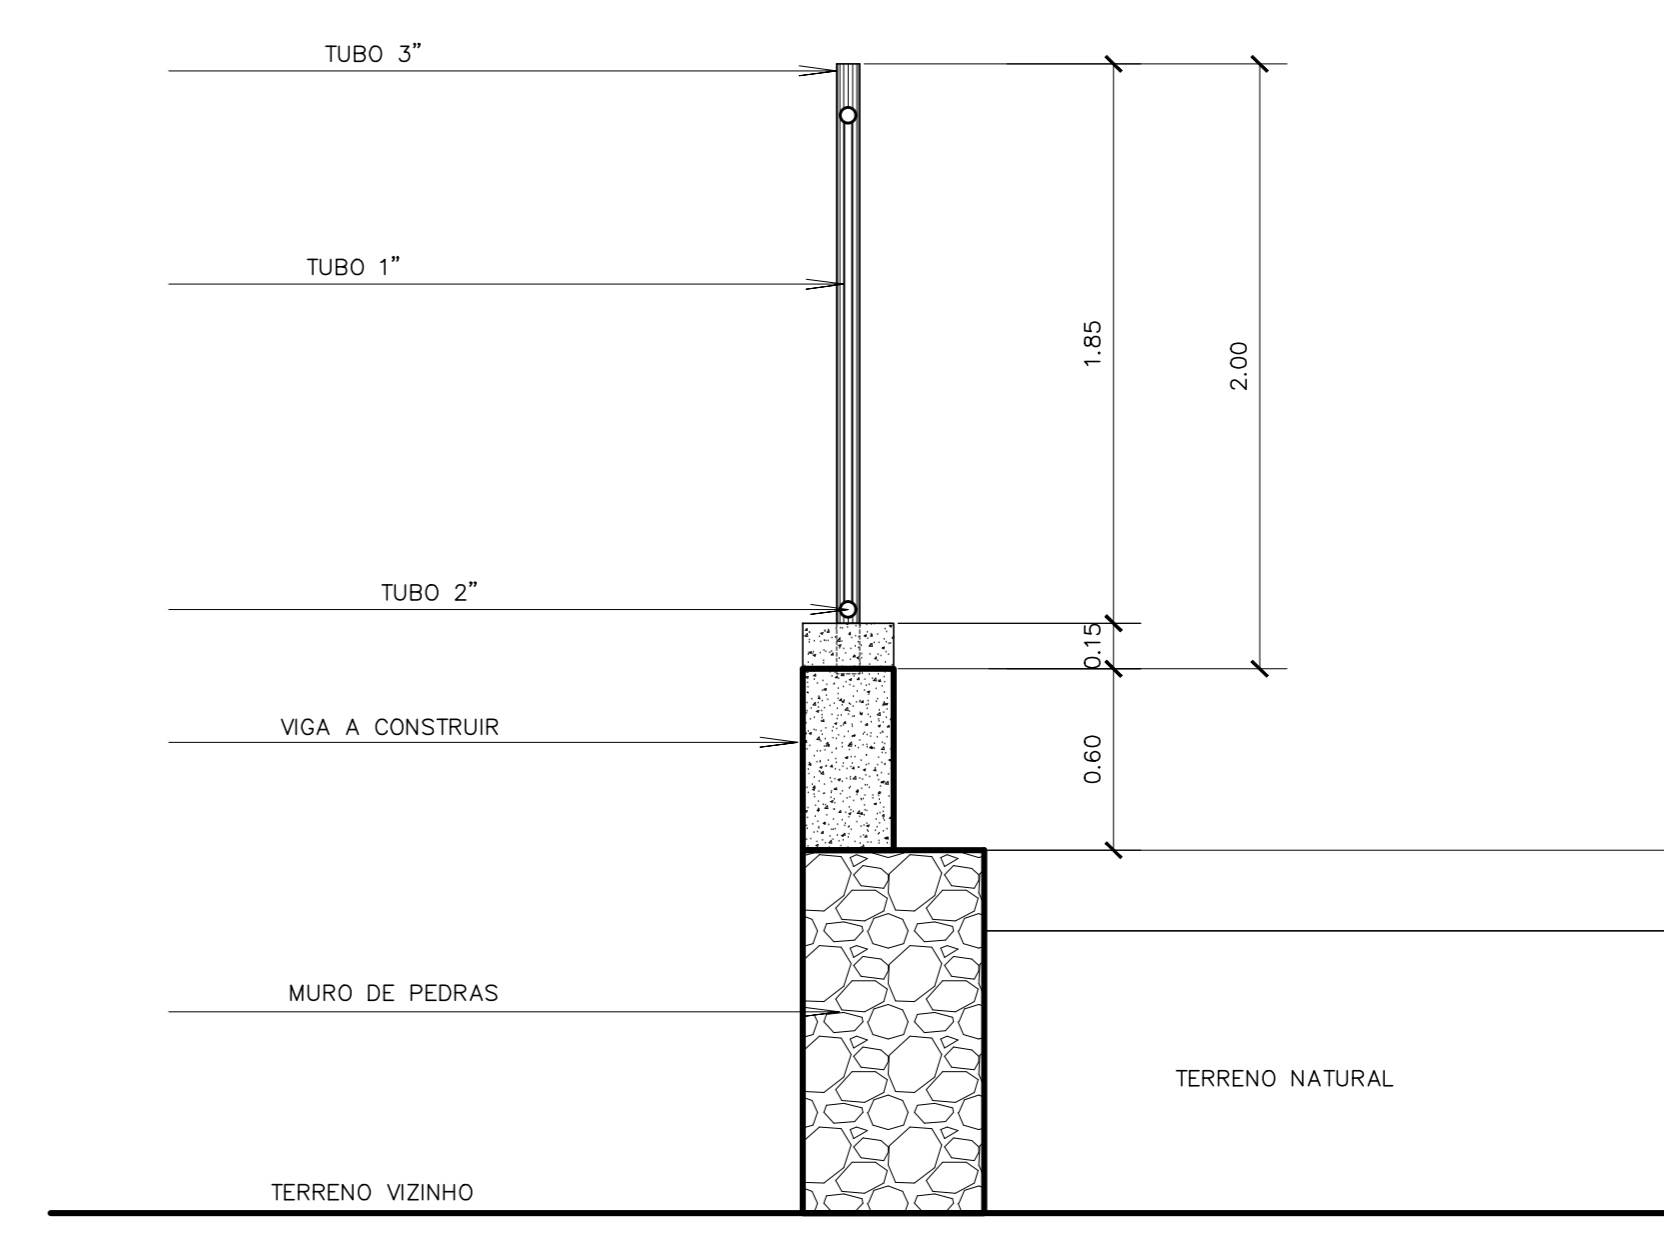 TUBO 3”
TUBO 1”
1.85
2.00
TUBO 2”
0.15
VIGA A CONSTRUIR
0.60
MURO DE PEDRAS
TERRENO NATURAL
TERRENO VIZINHO